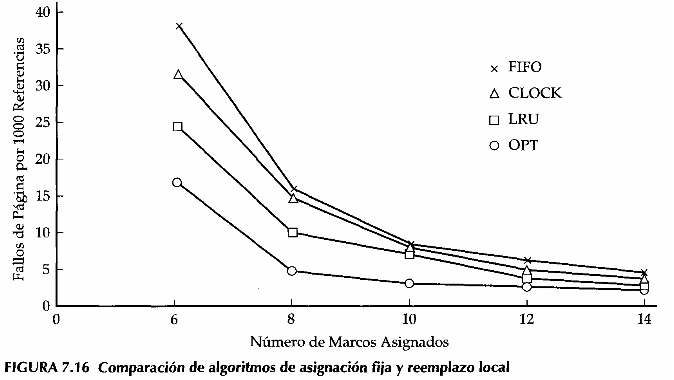 40
35
30
25
20
15
10
5
0
Fallos de Página por 1000 Referencias
× FIFO
△ CLOCK
□ LRU
○ OPT
0 6 8 10 12 14
Número de Marcos Asignados
FIGURA 7.16 Comparación de algoritmos de asignación fija y reemplazo local